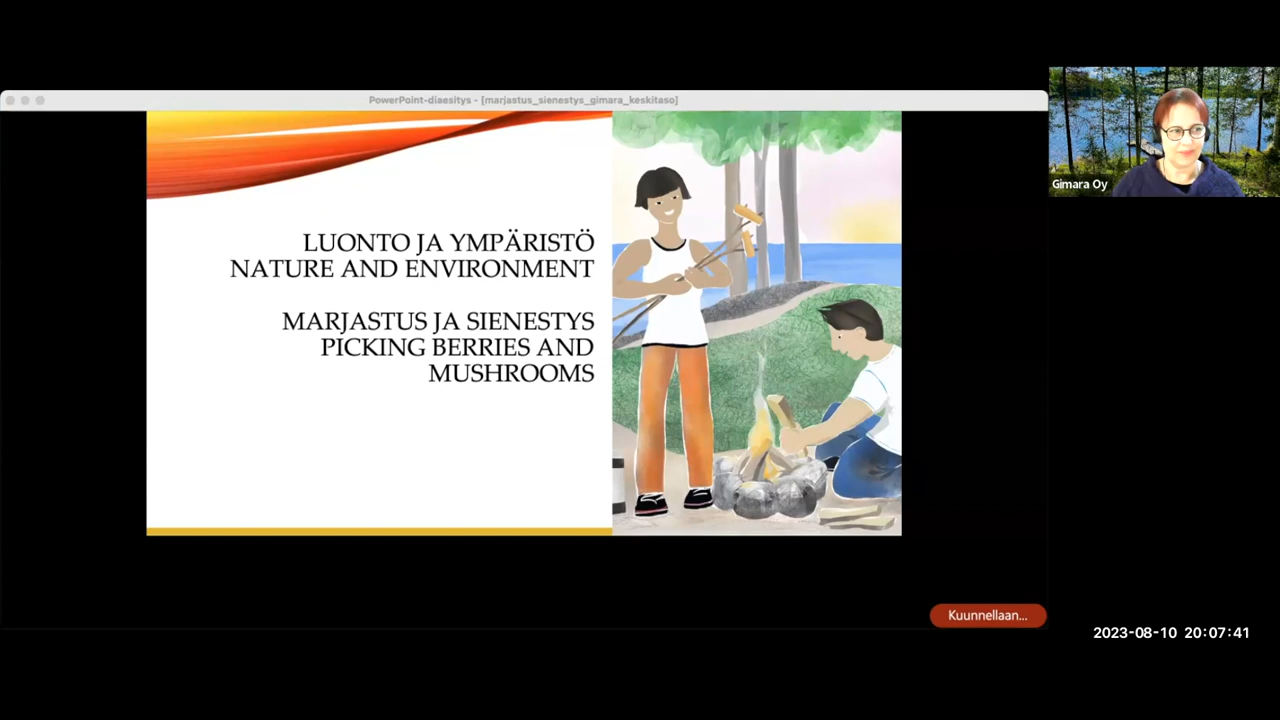 PowerPoint-diaesitys - [marjastus_sienestys_gimara_keskitaso]
LUONTO JA YMPÄRISTÖ
NATURE AND ENVIRONMENT
MARJASTUS JA SIENESTYS
PICKING BERRIES AND
MUSHROOMS
Gimara Oy
Kuunnellaan...
2023-08-10 20:07:41